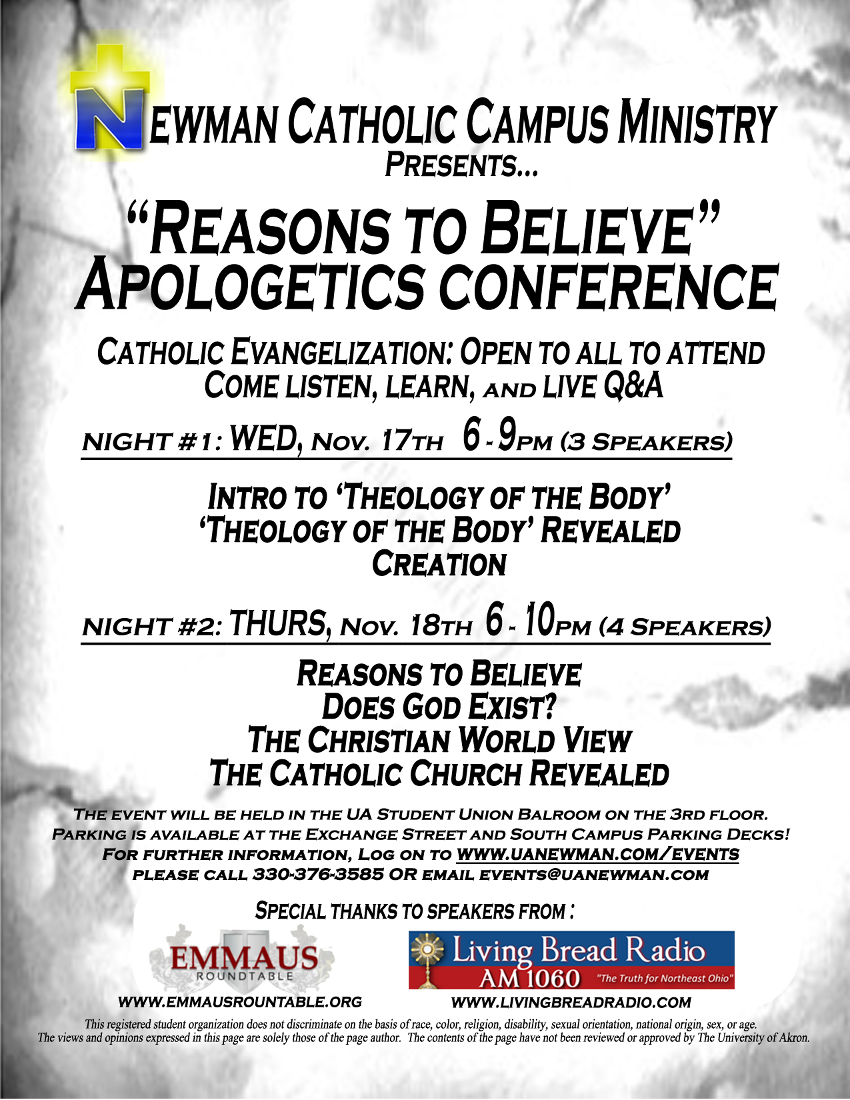 NEWMAN CATHOLIC CAMPUS MINISTRY
PRESENTS...
“REASONS TO BELIEVE”
APOLOGETICS CONFERENCE
CATHOLIC EVANGELIZATION: OPEN TO ALL TO ATTEND
COME LISTEN, LEARN, AND LIVE Q&A
NIGHT #1: WED, NOV. 17TH 6 - 9PM (3 SPEAKERS)
INTRO TO ‘THEOLOGY OF THE BODY’
‘THEOLOGY OF THE BODY’ REVEALED
CREATION
NIGHT #2: THURS, NOV. 18TH 6 - 10PM (4 SPEAKERS)
REASONS TO BELIEVE
DOES GOD EXIST?
THE CHRISTIAN WORLD VIEW
THE CATHOLIC CHURCH REVEALED
THE EVENT WILL BE HELD IN THE UA STUDENT UNION BALROOM ON THE 3RD FLOOR.
PARKING IS AVAILABLE AT THE EXCHANGE STREET AND SOUTH CAMPUS PARKING DECKS!
FOR FURTHER INFORMATION, LOG ON TO WWW.UANEWMAN.COM/EVENTS
PLEASE CALL 330-376-3585 OR EMAIL EVENTS@UANEWMAN.COM
SPECIAL THANKS TO SPEAKERS FROM :
EMMAUS
ROUNDTABLE
Living Bread Radio
AM 1060 "The Truth for Northeast Ohio"
WWW.EMMAUSROUNTABLE.ORG
WWW.LIVINGBREADRADIO.COM
This registered student organization does not discriminate on the basis of race, color, religion, disability, sexual orientation, national origin, sex, or age.
The views and opinions expressed in this page are solely those of the page author. The contents of the page have not been reviewed or approved by The University of Akron.